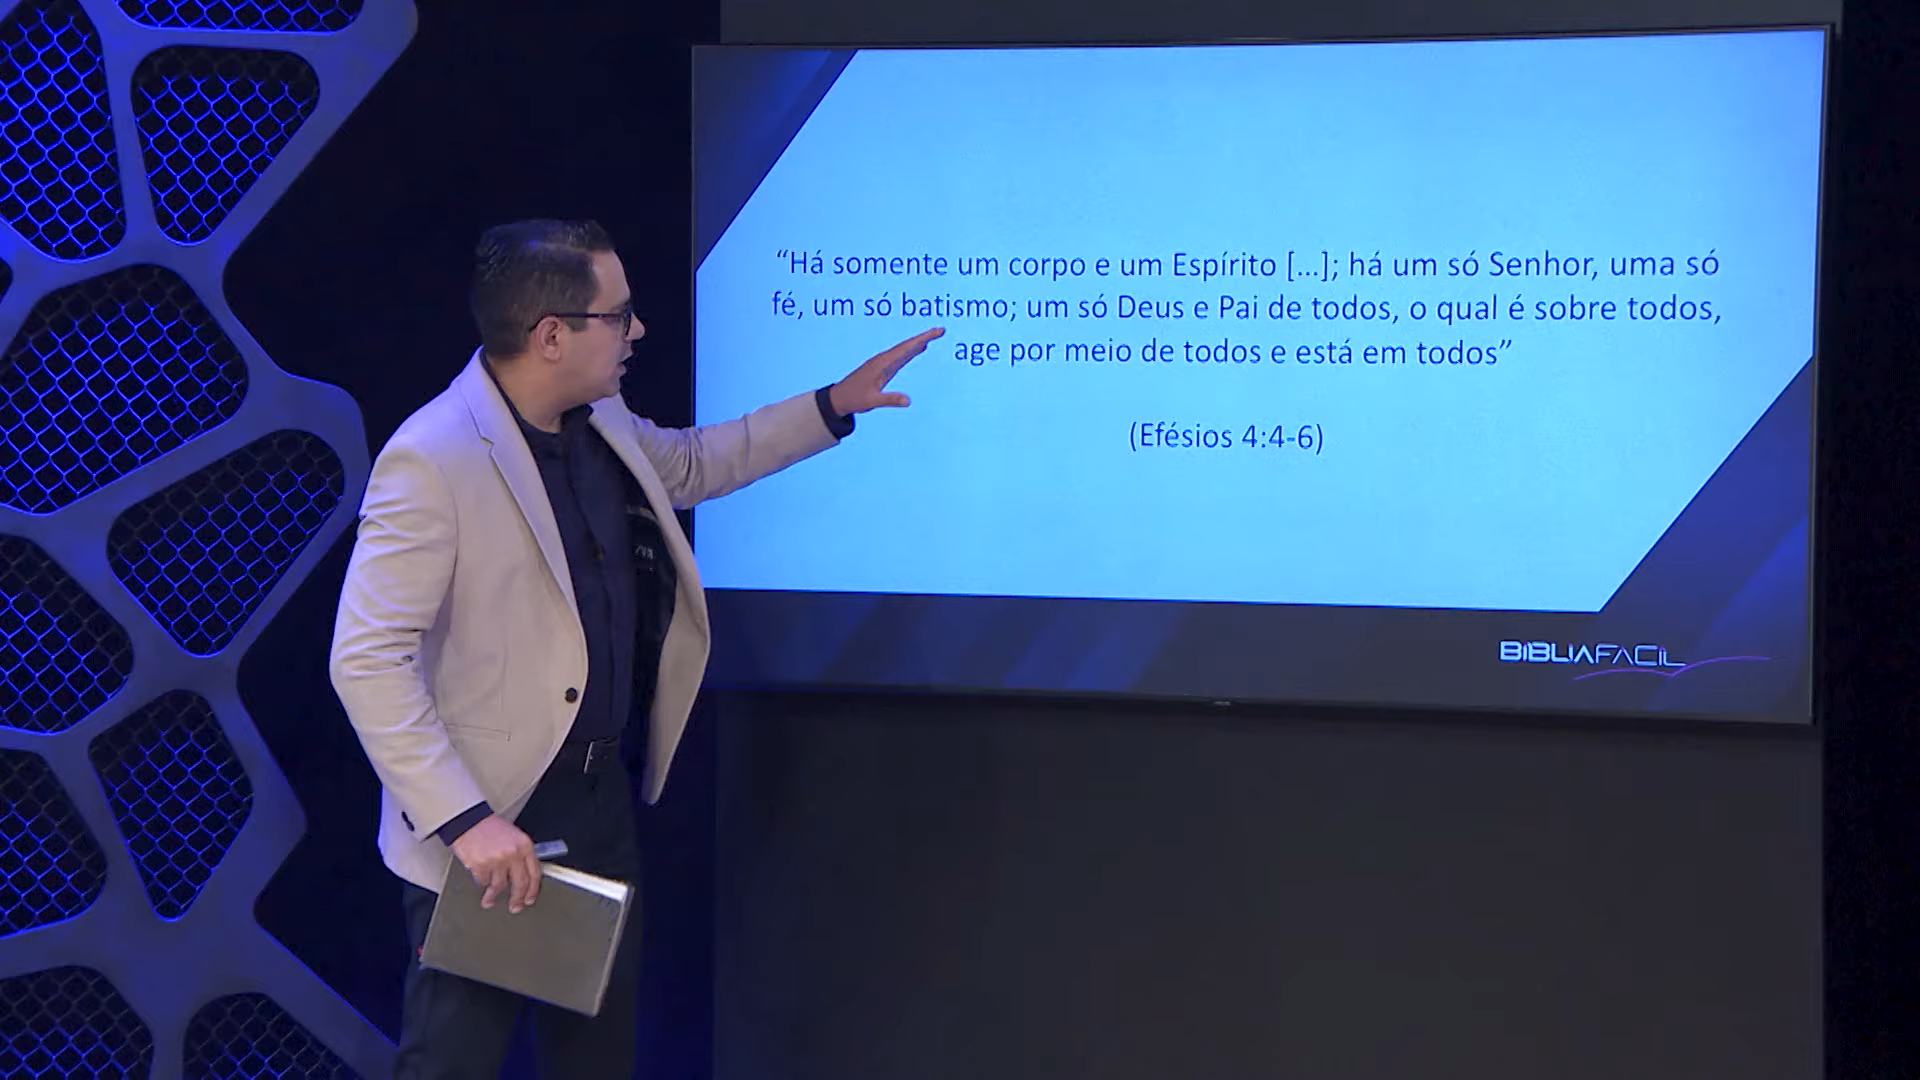 “Há somente um corpo e um Espírito [...]; há um só Senhor, uma só
fé, um só batismo; um só Deus e Pai de todos, o qual é sobre todos,
age por meio de todos e está em todos”
(Efésios 4:4-6)
BIBLIAFACIL